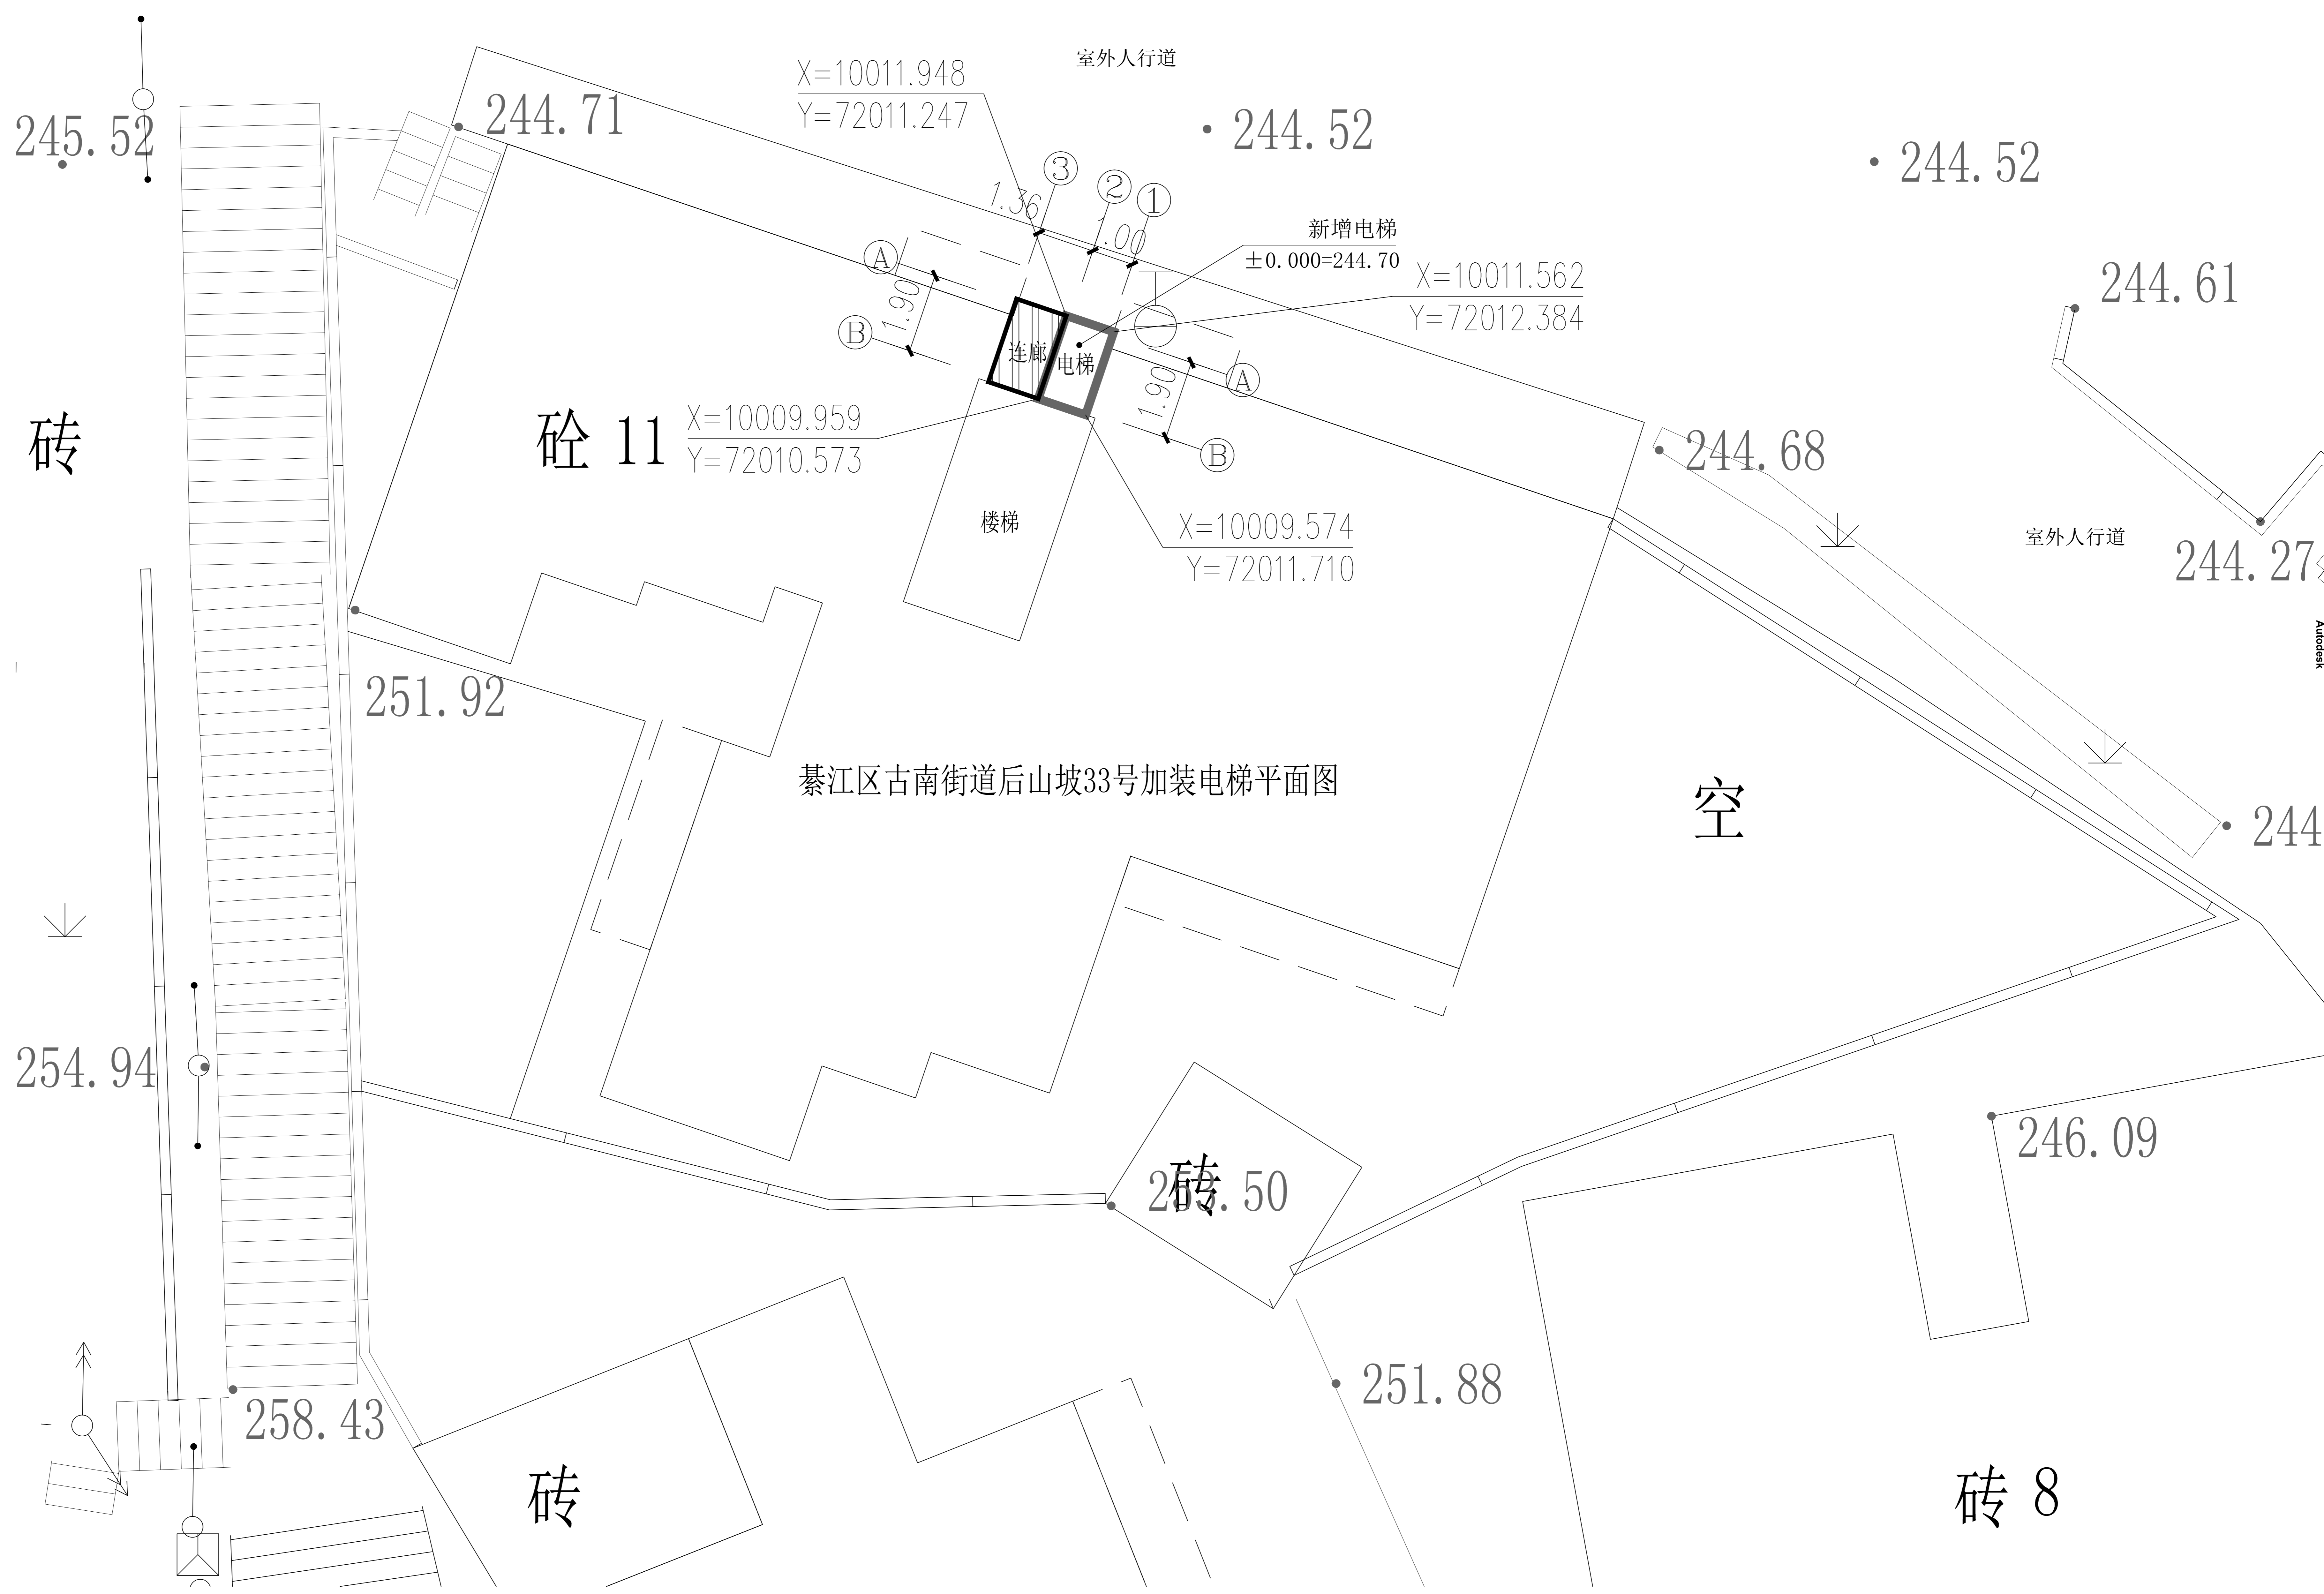 室外人行道
X=10011.948
Y=72011.247
245.52
244.71
244.52
244.52
③
②
①
1.36
1.00
新增电梯
±0.000=244.70
Ⓐ
1.90
Ⓑ
X=10011.562
Y=72012.384
244.61
连廊
电梯
Ⓐ
1.90
Ⓑ
砖
砼 11
X=10009.959
Y=72010.573
244.68
楼梯
X=10009.574
Y=72011.710
室外人行道
244.27
Autodesk
251.92
綦江区古南街道后山坡33号加装电梯平面图
空
244
254.94
246.09
砖
253.50
251.88
258.43
砖
砖 8